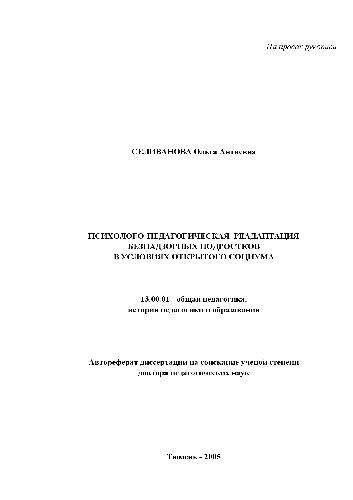 На правах рукописи
СЕЛИВАНОВА Ольга Антиевна
ПСИХОЛОГО-ПЕДАГОГИЧЕСКАЯ РЕАДАПТАЦИЯ
БЕЗНАДЗОРНЫХ ПОДРОСТКОВ
В УСЛОВИЯХ ОТКРЫТОГО СОЦИУМА
13.00.01 - общая педагогика,
история педагогики и образования
Автореферат диссертации на соискание ученой степени
доктора педагогических наук
Тюмень - 2005